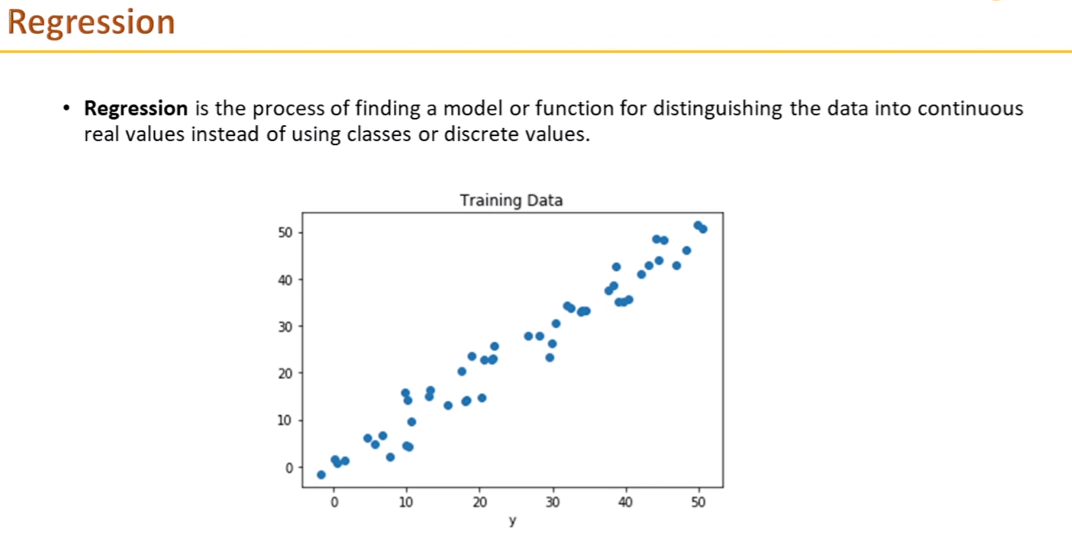 Regression
• Regression is the process of finding a model or function for distinguishing the data into continuous
real values instead of using classes or discrete values.
Training Data
50
40
30
20
10
0
0 10 20 30 40 50
y